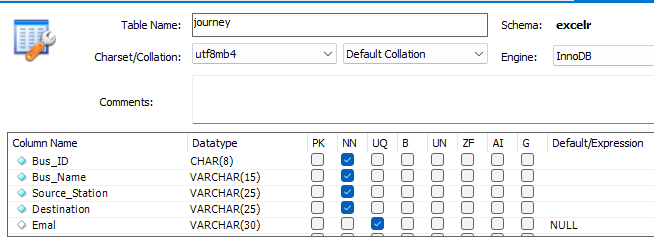 Table Name: journey Schema: excelr
Charset/Collation: utf8mb4 Default Collation Engine: InnoDB
Comments:
Column Name Datatype PK NN UQ B UN ZF AI G Default/Expression
Bus_ID CHAR(8)
Bus_Name VARCHAR(15)
Source_Station VARCHAR(25)
Destination VARCHAR(25)
Emal VARCHAR(30) NULL